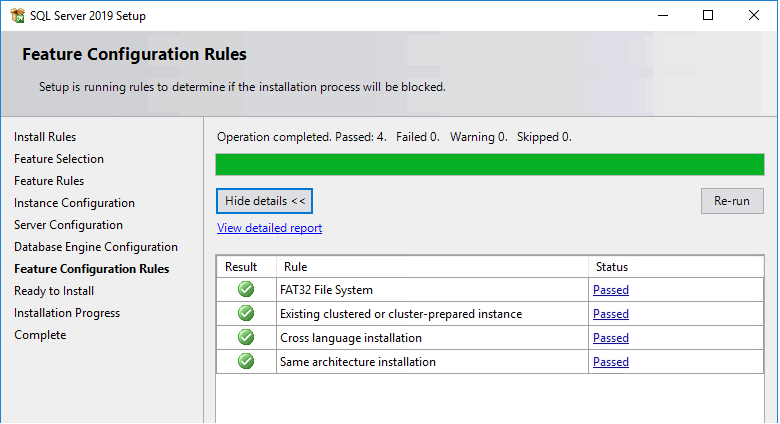 SQL Server 2019 Setup
Feature Configuration Rules
Setup is running rules to determine if the installation process will be blocked.
Install Rules
Feature Selection
Feature Rules
Instance Configuration
Server Configuration
Database Engine Configuration
Feature Configuration Rules
Ready to Install
Installation Progress
Complete
Operation completed. Passed: 4. Failed 0. Warning 0. Skipped 0.
Hide details << Re-run
View detailed report
Result Rule Status
FAT32 File System Passed
Existing clustered or cluster-prepared instance Passed
Cross language installation Passed
Same architecture installation Passed